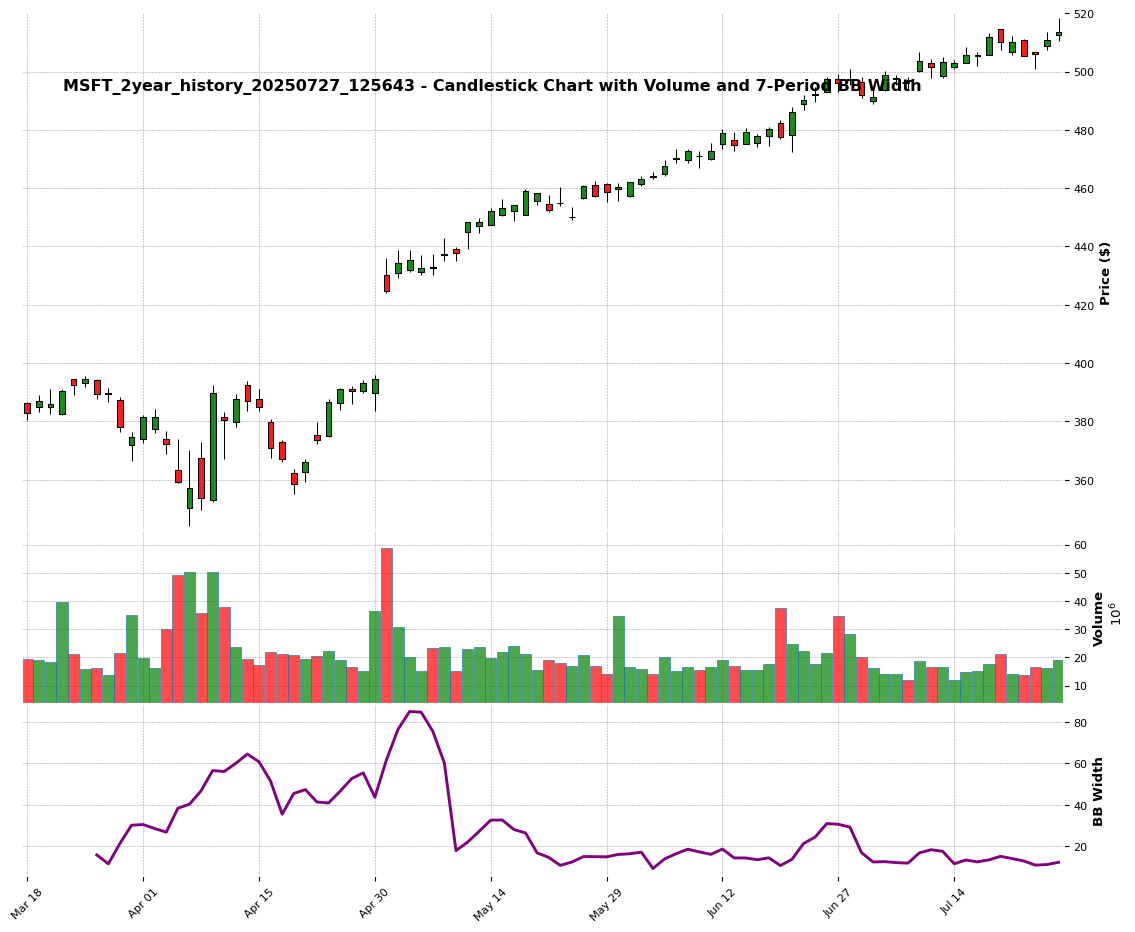 MSFT_2year_history_20250727_125643 - Candlestick Chart with Volume and 7-Period BB Width
520
500
480
460
440
420
400
380
360
Price ($)
60
50
40
30
20
10
Volume
10^6
80
60
40
20
BB Width
Mar 18
Apr 01
Apr 15
Apr 30
May 14
May 29
Jun 12
Jun 27
Jul 14